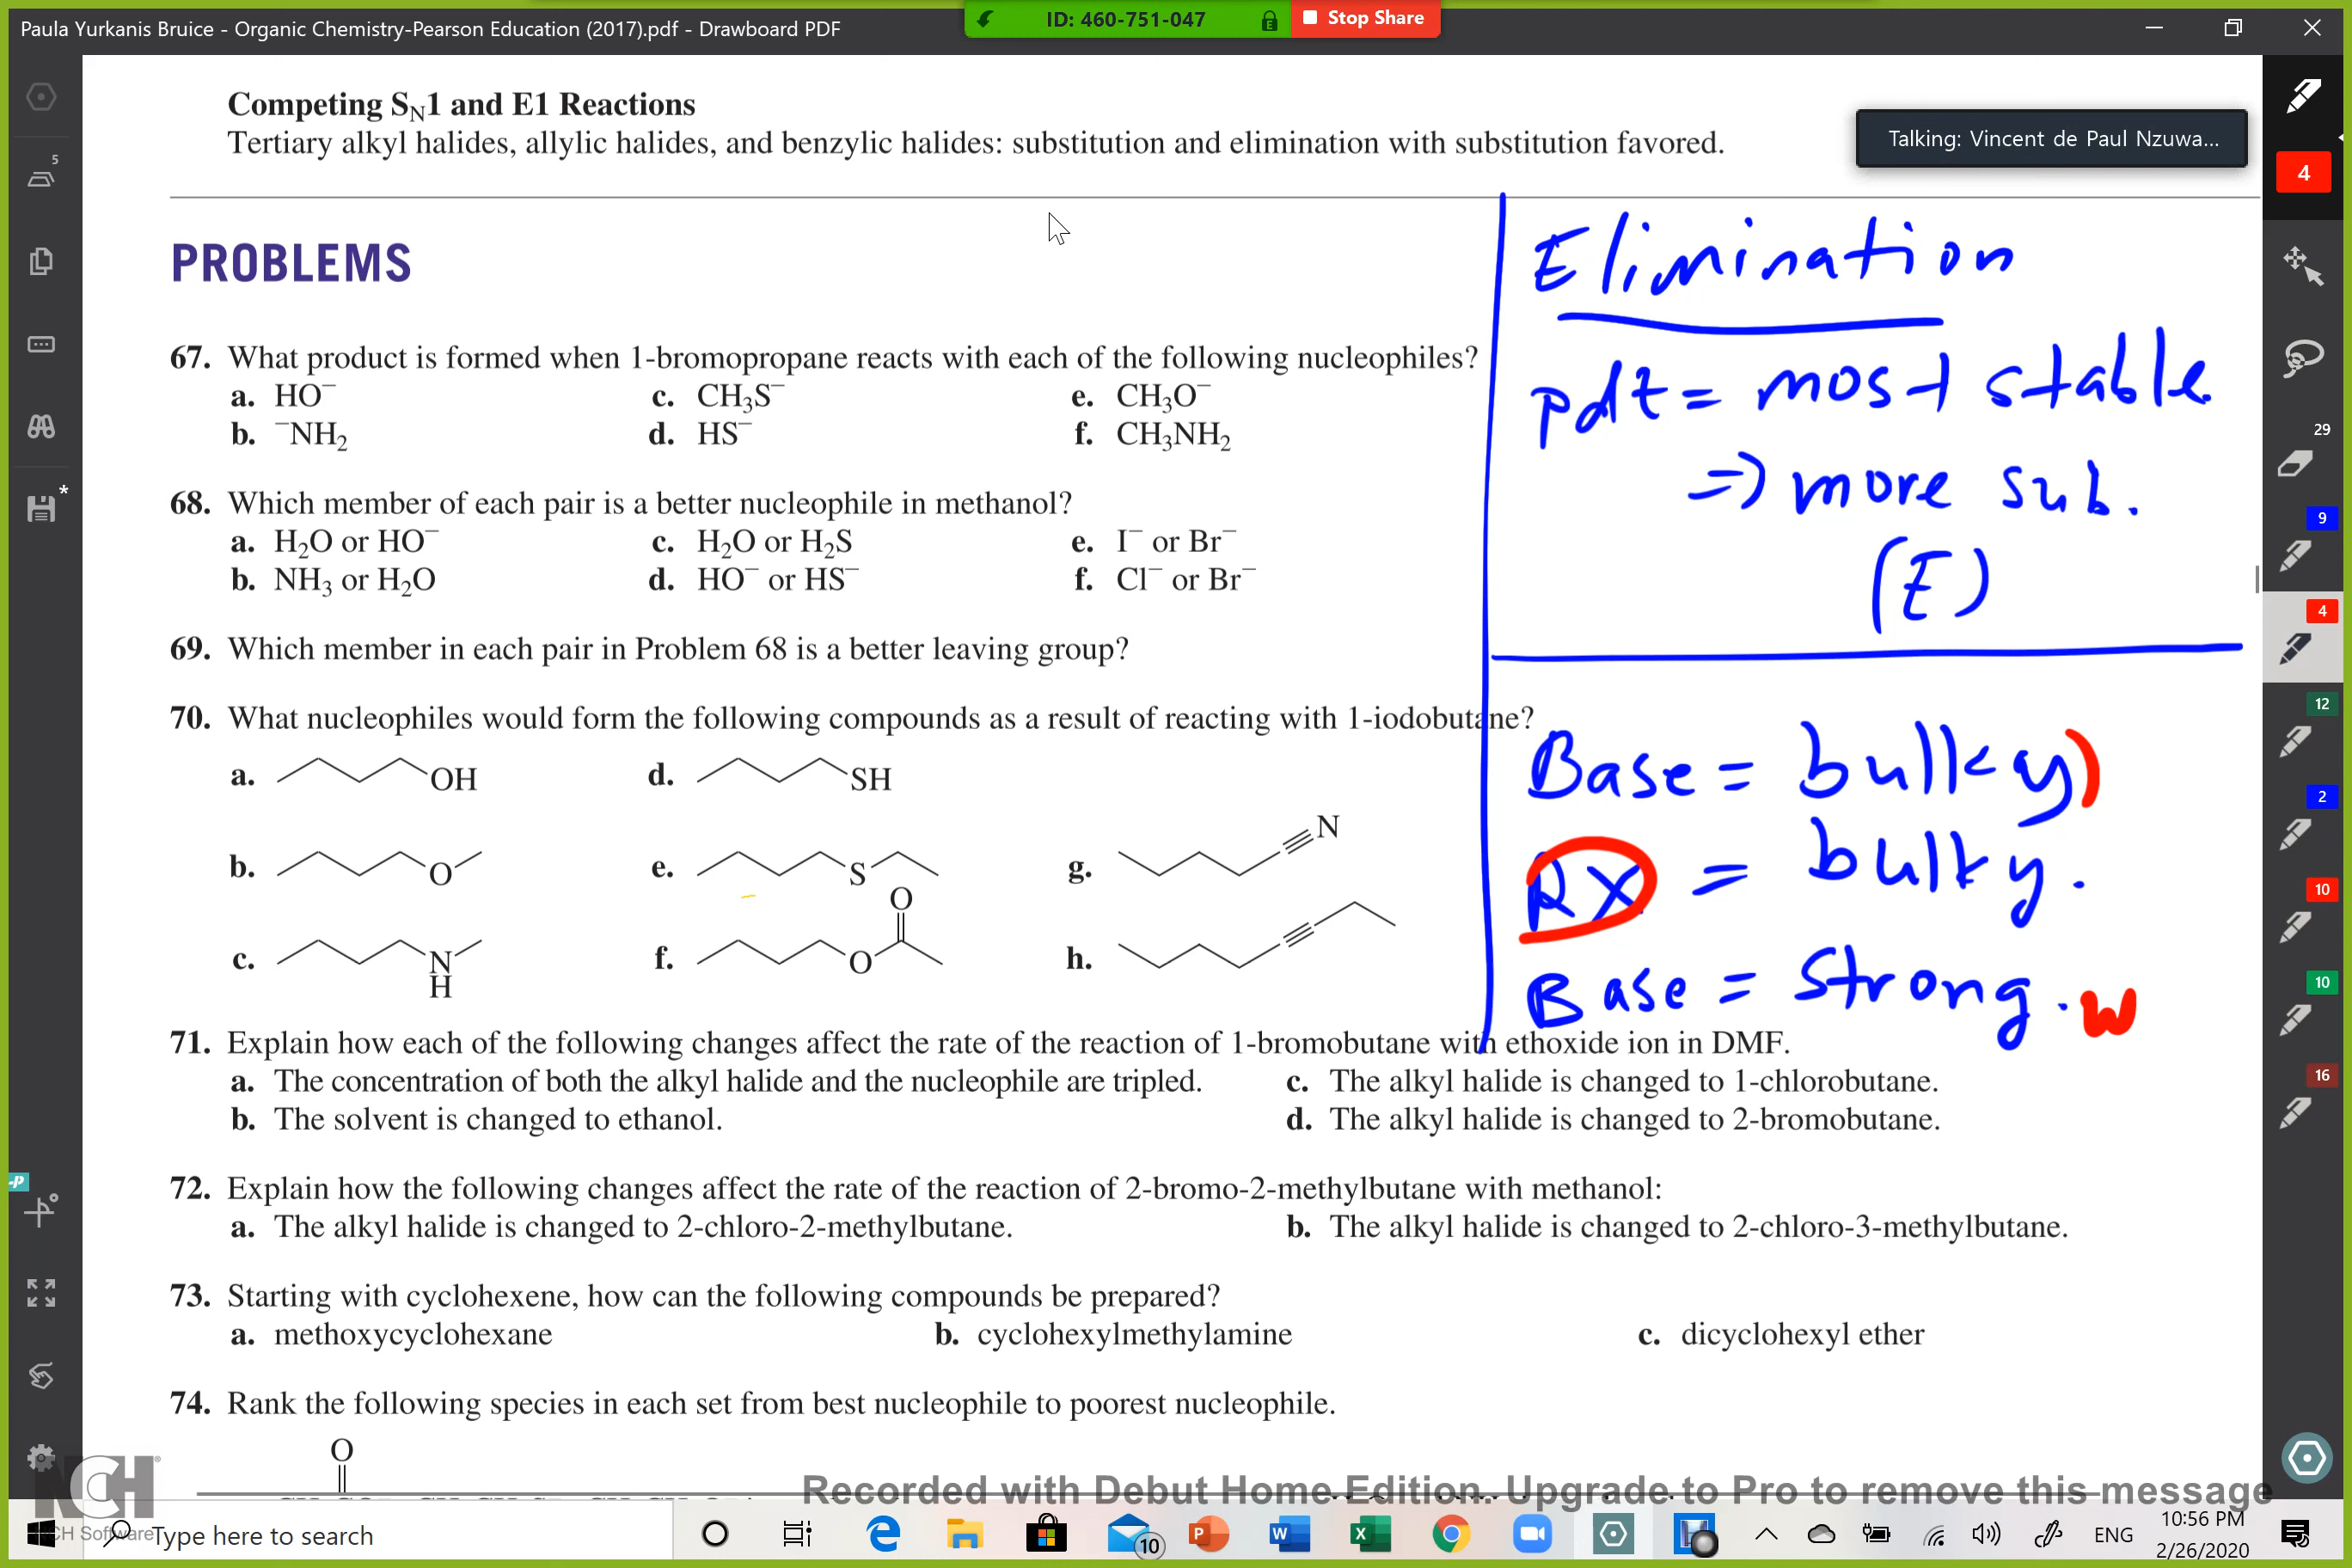 Paula Yurkanis Bruice - Organic Chemistry-Pearson Education (2017).pdf - Drawboard PDF
ID: 460-751-047
Stop Share
Competing SN1 and E1 Reactions
Tertiary alkyl halides, allylic halides, and benzylic halides: substitution and elimination with substitution favored.
Talking: Vincent de Paul Nzuwa...
PROBLEMS
67. What product is formed when 1-bromopropane reacts with each of the following nucleophiles?
a. HO⁻ c. CH₃S⁻ e. CH₃O⁻
b. ⁻NH₂ d. HS⁻ f. CH₃NH₂
68. Which member of each pair is a better nucleophile in methanol?
a. H₂O or HO⁻ c. H₂O or H₂S e. I⁻ or Br⁻
b. NH₃ or H₂O d. HO⁻ or HS⁻ f. Cl⁻ or Br⁻
69. Which member in each pair in Problem 68 is a better leaving group?
70. What nucleophiles would form the following compounds as a result of reacting with 1-iodobutane?
a. OH d. SH
b. O e. S g. N
c. N H f. O O h.
71. Explain how each of the following changes affect the rate of the reaction of 1-bromobutane with ethoxide ion in DMF.
a. The concentration of both the alkyl halide and the nucleophile are tripled. c. The alkyl halide is changed to 1-chlorobutane.
b. The solvent is changed to ethanol. d. The alkyl halide is changed to 2-bromobutane.
72. Explain how the following changes affect the rate of the reaction of 2-bromo-2-methylbutane with methanol:
a. The alkyl halide is changed to 2-chloro-2-methylbutane. b. The alkyl halide is changed to 2-chloro-3-methylbutane.
73. Starting with cyclohexene, how can the following compounds be prepared?
a. methoxycyclohexane b. cyclohexylmethylamine c. dicyclohexyl ether
74. Rank the following species in each set from best nucleophile to poorest nucleophile.
O
Elimination
pdt = most stable
=> more sub.
(E)
Base = bulky)
RX = bulky.
Base = strong. w
5
4
29
9
4
12
2
10
10
16
NCH
NCH Software
Recorded with Debut Home Edition. Upgrade to Pro to remove this message
Type here to search
10
ENG
10:56 PM
2/26/2020